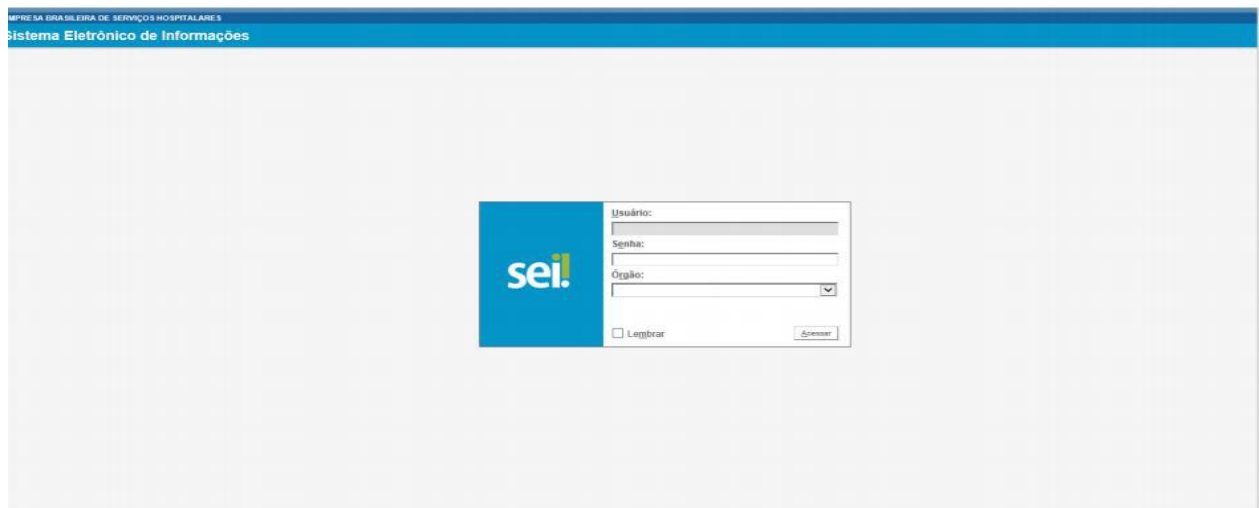 MPRESA BRASILEIRA DE SERVIÇOS HOSPITALARES
Sistema Eletrônico de Informações
Usuário:
Senha:
sei!
Órgão:
Lembrar
Acessar